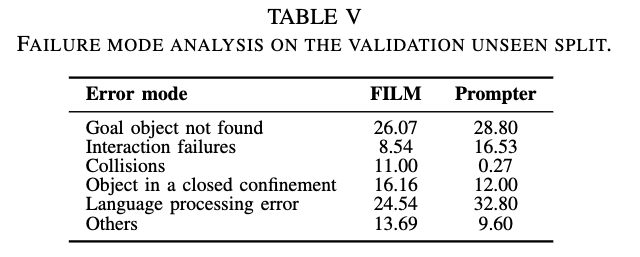 TABLE V
FAILURE MODE ANALYSIS ON THE VALIDATION UNSEEN SPLIT.
Error mode FILM Prompter
Goal object not found 26.07 28.80
Interaction failures 8.54 16.53
Collisions 11.00 0.27
Object in a closed confinement 16.16 12.00
Language processing error 24.54 32.80
Others 13.69 9.60